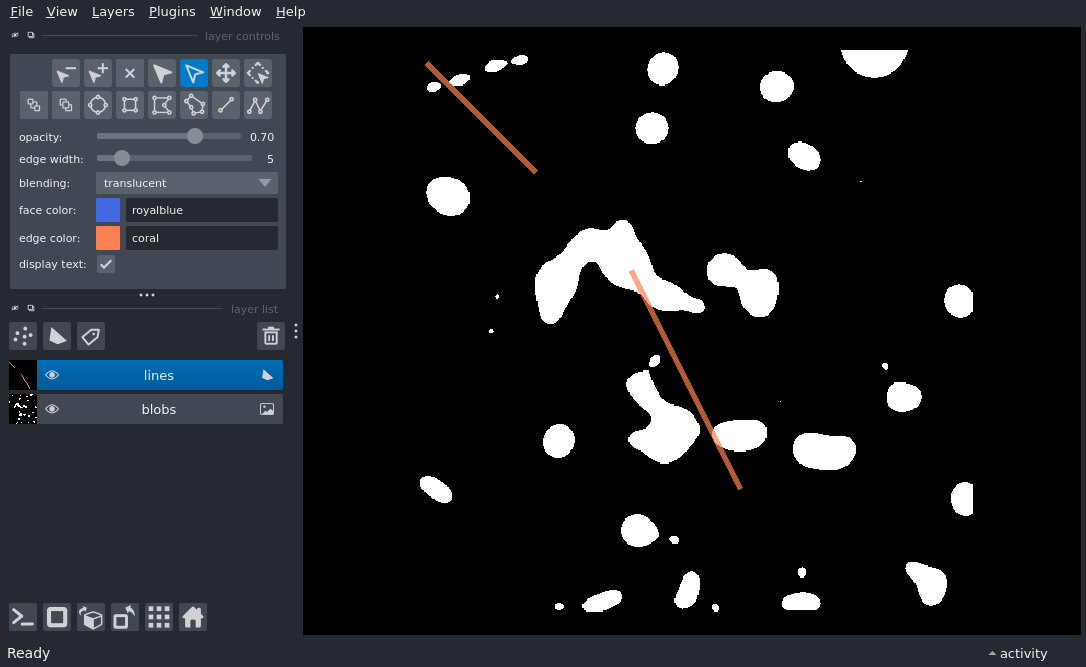 File View Layers Plugins Window Help
layer controls
opacity: 0.70
edge width: 5
blending: translucent
face color: royalblue
edge color: coral
display text:
layer list
lines
blobs
Ready
activity